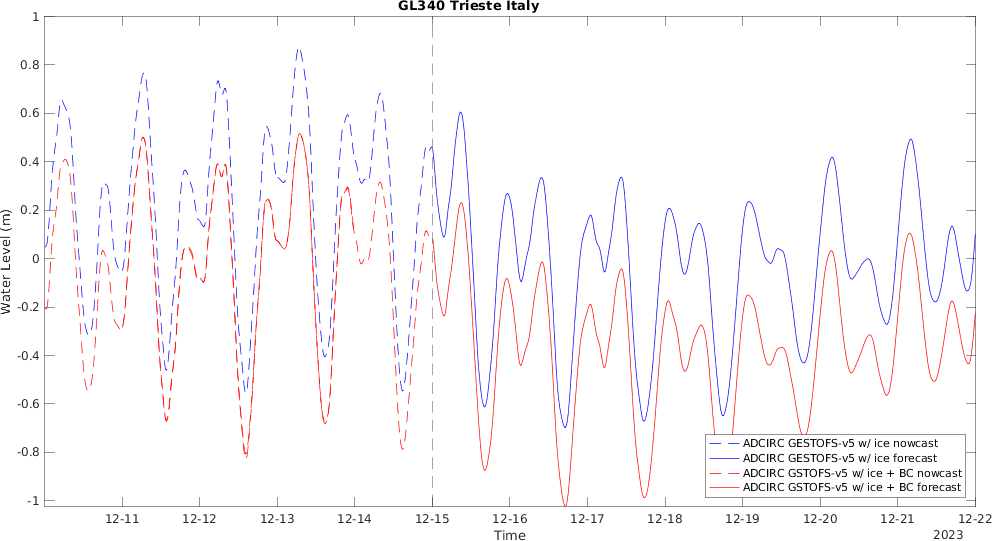 GL340 Trieste Italy
Water Level (m)
1
0.8
0.6
0.4
0.2
0
-0.2
-0.4
-0.6
-0.8
-1
ADCIRC GESTOFS-v5 w/ ice nowcast
ADCIRC GESTOFS-v5 w/ ice forecast
ADCIRC GSTOFS-v5 w/ ice + BC nowcast
ADCIRC GSTOFS-v5 w/ ice + BC forecast
12-11 12-12 12-13 12-14 12-15 12-16 12-17 12-18 12-19 12-20 12-21 12-22
Time
2023